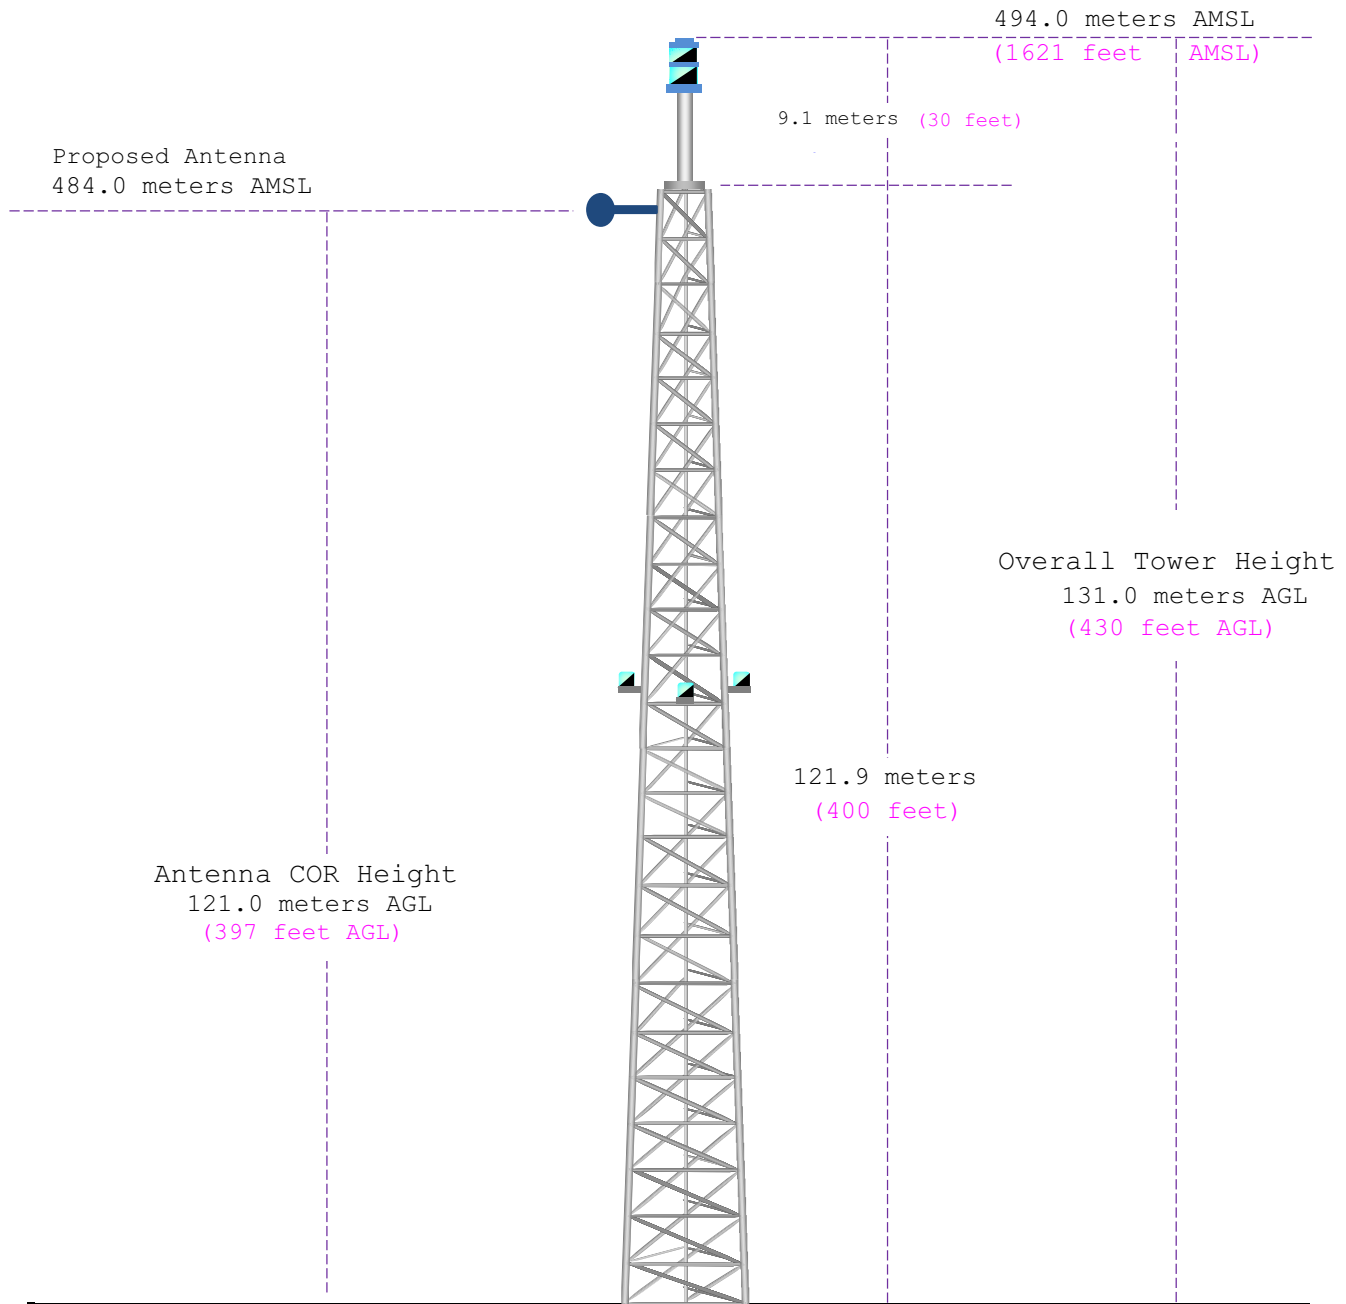 494.0 meters AMSL
(1621 feet AMSL)
9.1 meters (30 feet)
Proposed Antenna
484.0 meters AMSL
Overall Tower Height
131.0 meters AGL
(430 feet AGL)
121.9 meters
(400 feet)
Antenna COR Height
121.0 meters AGL
(397 feet AGL)